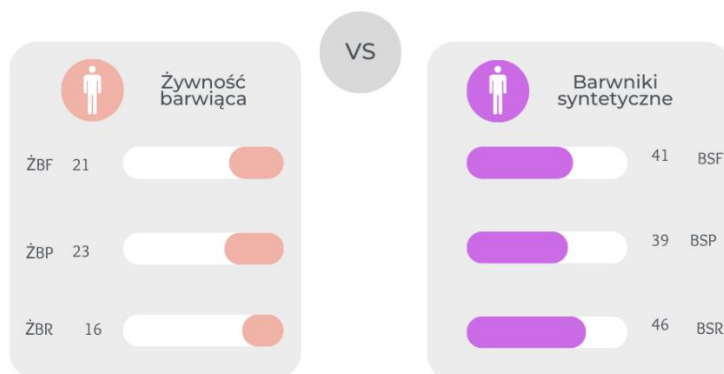 VS
Żywność
barwiąca
ŻBF 21
ŻBP 23
ŻBR 16
Barwniki
syntetyczne
41 BSF
39 BSP
46 BSR